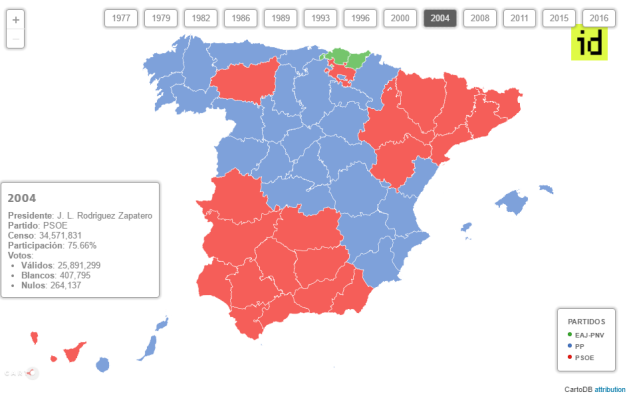 +
1977 1979 1982 1986 1989 1993 1996 2000 2004 2008 2011 2015 2016
−
id
2004
Presidente: J. L. Rodriguez Zapatero
Partido: PSOE
Censo: 34,571,831
Participación: 75.66%
Votos:
• Válidos: 25,891,299
• Blancos: 407,795
• Nulos: 264,137
PARTIDOS
EAJ-PNV
PP
PSOE
CartoDB attribution